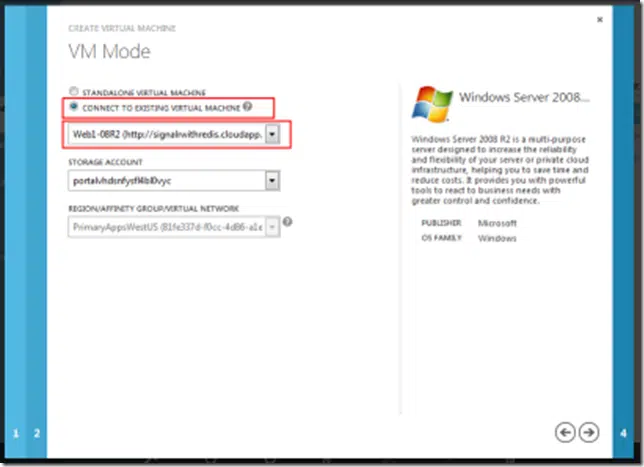 CREATE VIRTUAL MACHINE
VM Mode
STANDALONE VIRTUAL MACHINE
CONNECT TO EXISTING VIRTUAL MACHINE ?
Web1-08R2 (http://signalrwithredis.cloudapp.
STORAGE ACCOUNT
REGION/AFFINITY GROUP/VIRTUAL NETWORK
PrimaryAppsWestUS (81fe337d-f0cc-4d86-a1e
Windows Server 2008...
Windows Server 2008 R2 is a multi-purpose
server designed to increase the reliability
and flexibility of your server or private cloud
infrastructure, helping you to save time and
reduce costs. It provides you with powerful
tools to react to business needs with
greater control and confidence.
PUBLISHER Microsoft
OS FAMILY Windows
1 2
4